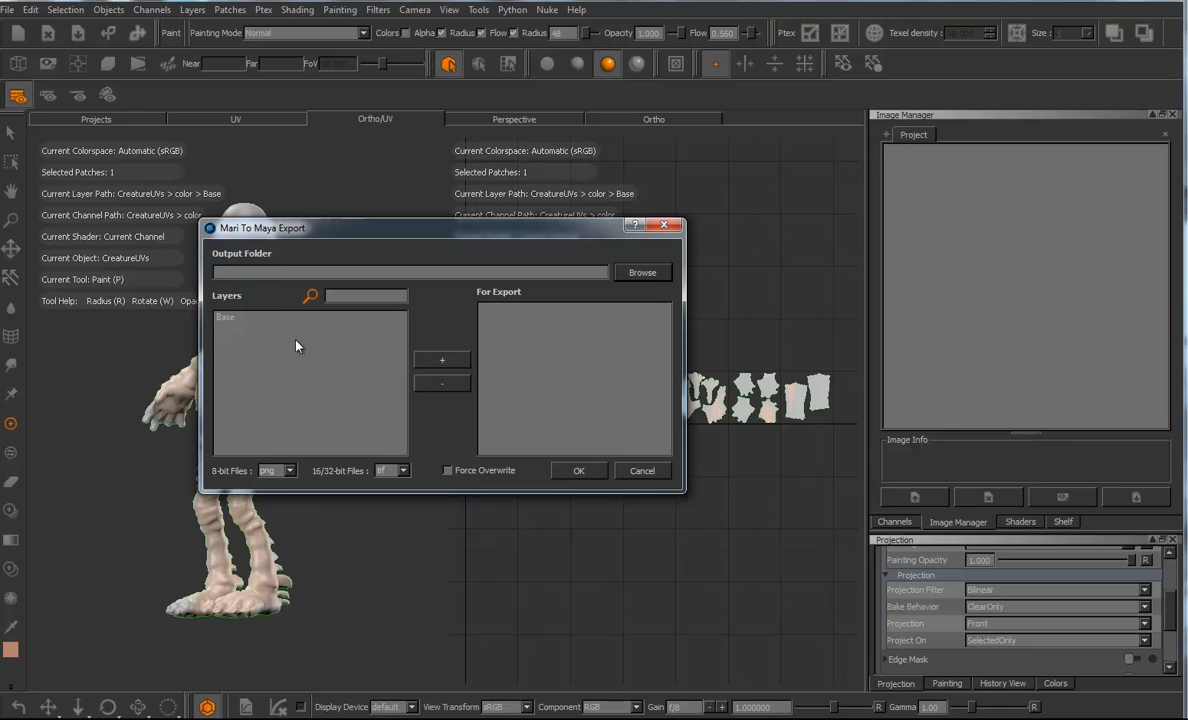 File Edit Selection Objects Channels Layers Patches Ptex Shading Painting Filters Camera View Tools Python Nuke Help
Paint Painting Mode Normal Colors Alpha Radius Flow Radius 48 Opacity 1.000 Flow 0.560 Ptex Texel density: Size :
Near Far FoV
Projects UV Ortho/UV Perspective Ortho
Image Manager
Project
Current Colorspace: Automatic (sRGB) Current Colorspace: Automatic (sRGB)
Selected Patches: 1 Selected Patches: 1
Current Layer Path: CreatureUVs > color > Base Current Layer Path: CreatureUVs > color > Base
Current Channel Path: CreatureUVs > color Current Channel Path: CreatureUVs > color
Current Shader: Current Channel
Current Object: CreatureUVs
Current Tool: Paint (P)
Tool Help: Radius (R) Rotate (W) Opa
Mari To Maya Export
Output Folder
Browse
Layers
For Export
Base
+
-
8-bit Files : png 16/32-bit Files : tif Force Overwrite OK Cancel
Image Info
Channels Image Manager Shaders Shelf
Projection
Painting Opacity 1.000 R
Projection
Projection Filter Bilinear
Bake Behavior ClearOnly
Projection Front
Project On SelectedOnly
Edge Mask
Projection Painting History View Colors
Display Device default View Transform sRGB Component RGB Gain f/8 - + 1.000000 R Gamma 1.00 R